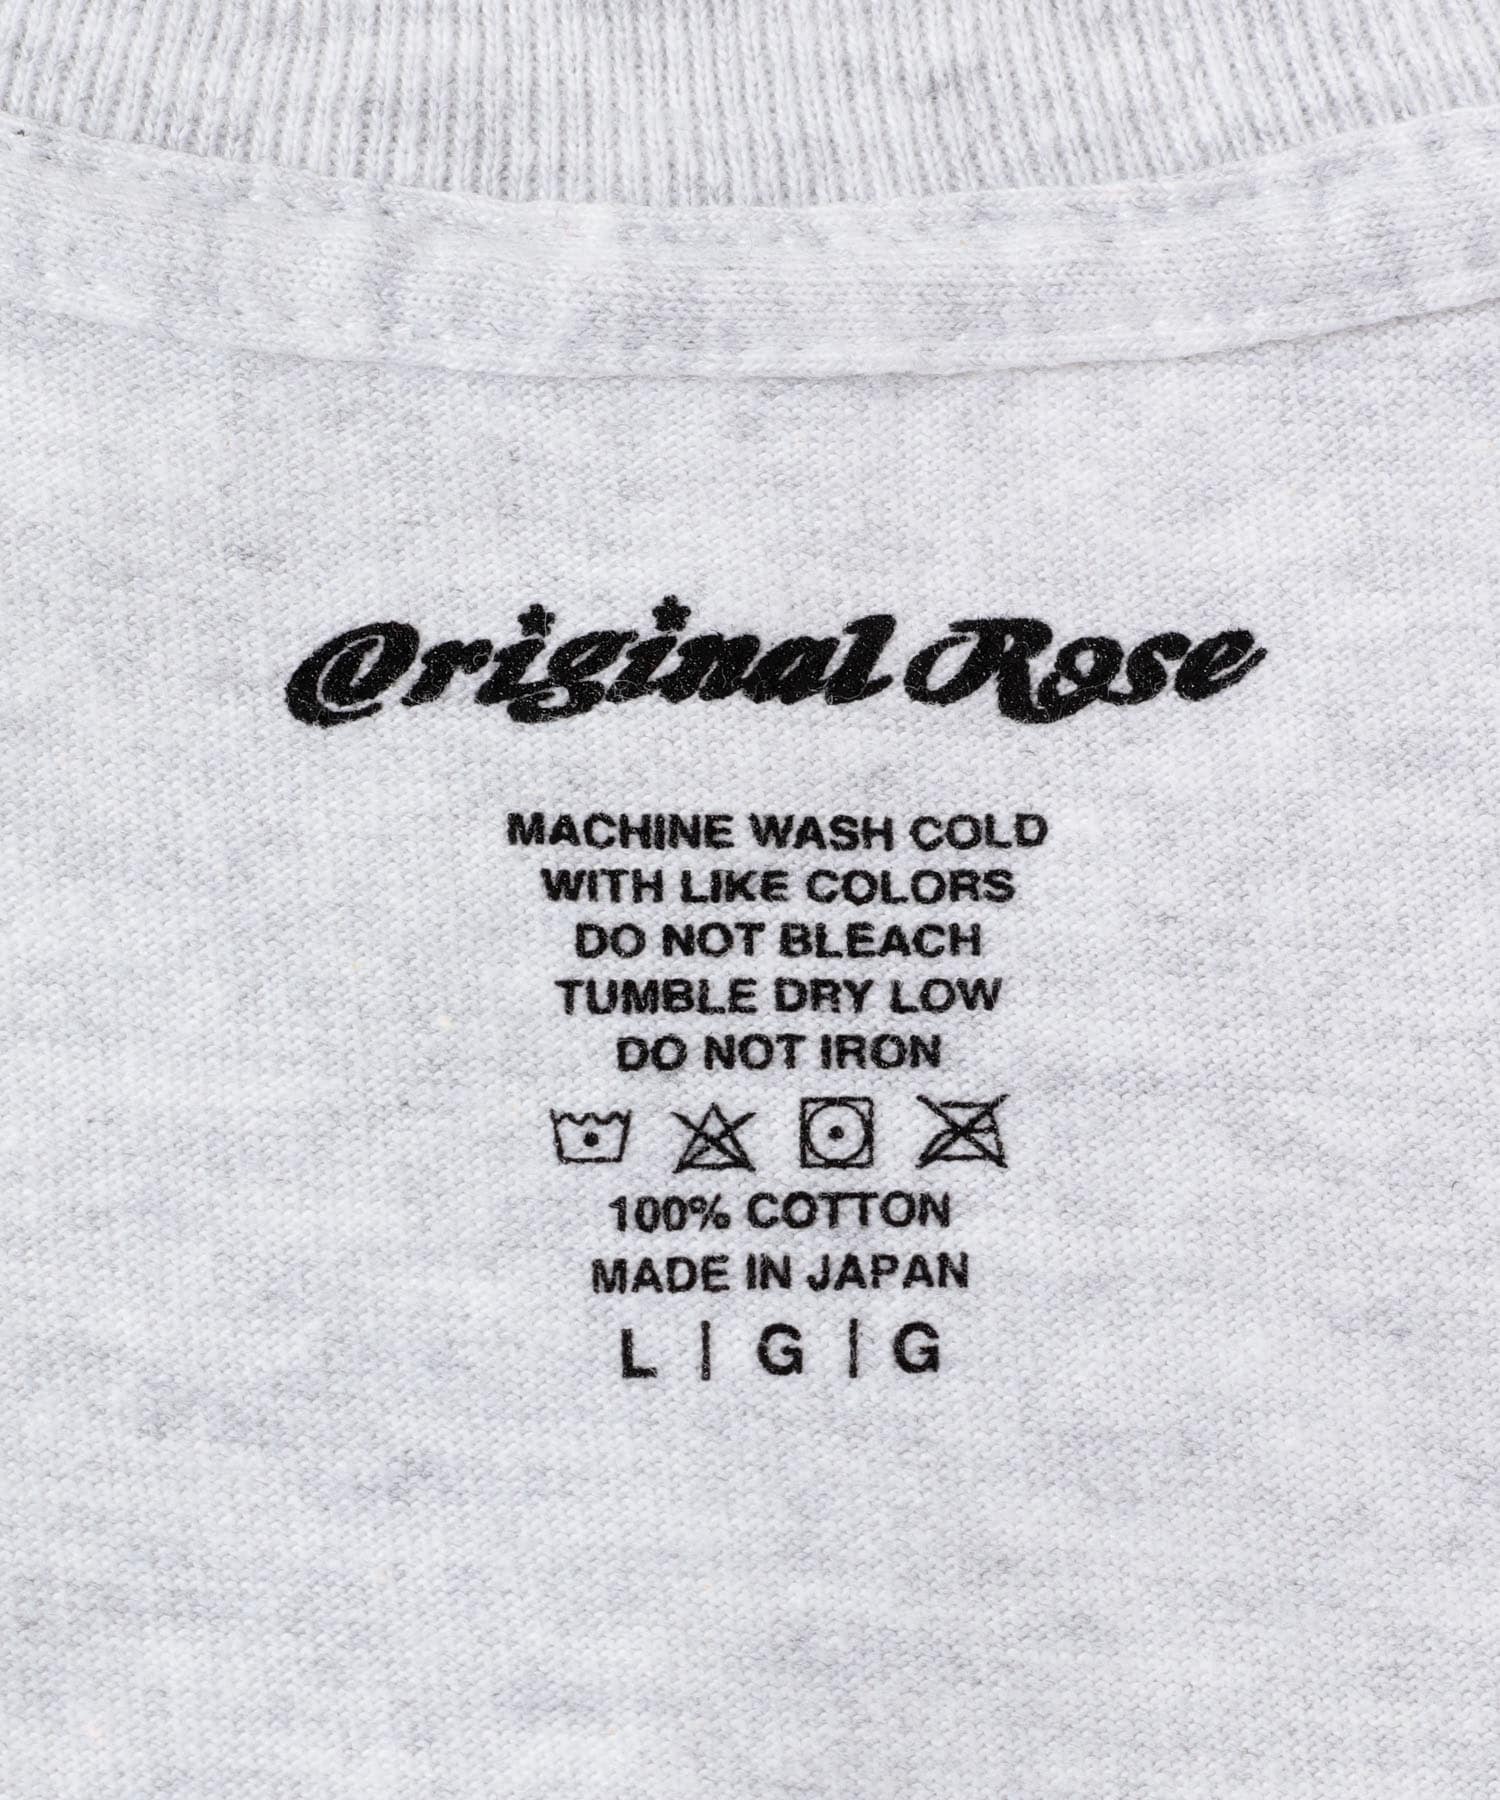 Original Rose
MACHINE WASH COLD
WITH LIKE COLORS
DO NOT BLEACH
TUMBLE DRY LOW
DO NOT IRON
100% COTTON
MADE IN JAPAN
L | G | G